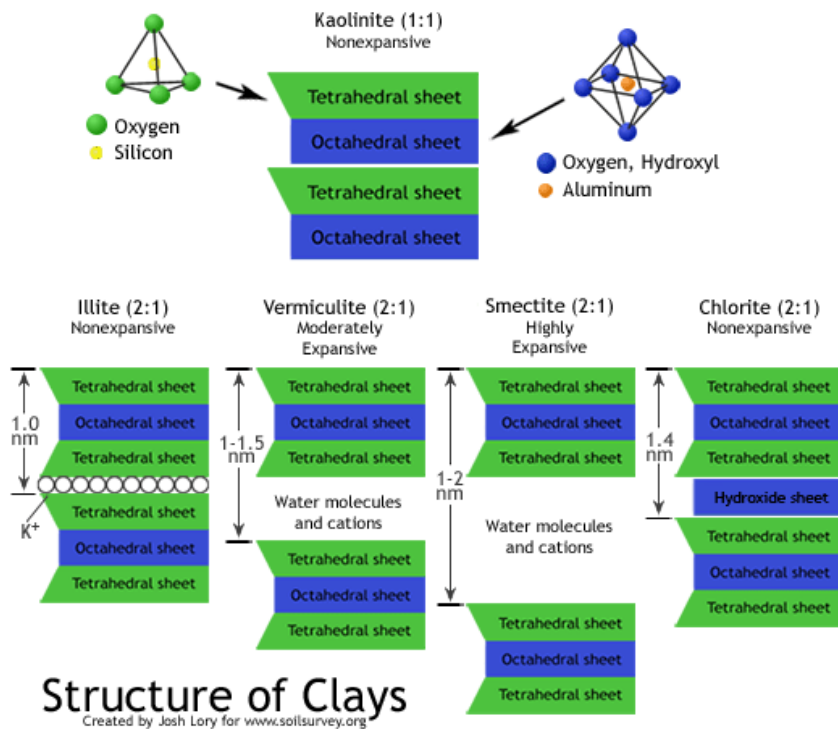 Kaolinite (1:1)
Nonexpansive
Oxygen
Silicon
Tetrahedral sheet
Octahedral sheet
Tetrahedral sheet
Octahedral sheet
Oxygen, Hydroxyl
Aluminum
Illite (2:1)
Nonexpansive
1.0
nm
Tetrahedral sheet
Octahedral sheet
Tetrahedral sheet
K+
Tetrahedral sheet
Octahedral sheet
Tetrahedral sheet
Vermiculite (2:1)
Moderately
Expansive
1-1.5
nm
Tetrahedral sheet
Octahedral sheet
Tetrahedral sheet
Water molecules
and cations
Tetrahedral sheet
Octahedral sheet
Tetrahedral sheet
Smectite (2:1)
Highly
Expansive
1-2
nm
Tetrahedral sheet
Octahedral sheet
Tetrahedral sheet
Water molecules
and cations
Tetrahedral sheet
Octahedral sheet
Tetrahedral sheet
Chlorite (2:1)
Nonexpansive
1.4
nm
Tetrahedral sheet
Octahedral sheet
Tetrahedral sheet
Hydroxide sheet
Tetrahedral sheet
Octahedral sheet
Tetrahedral sheet
Structure of Clays
Created by Josh Lory for www.soilsurvey.org